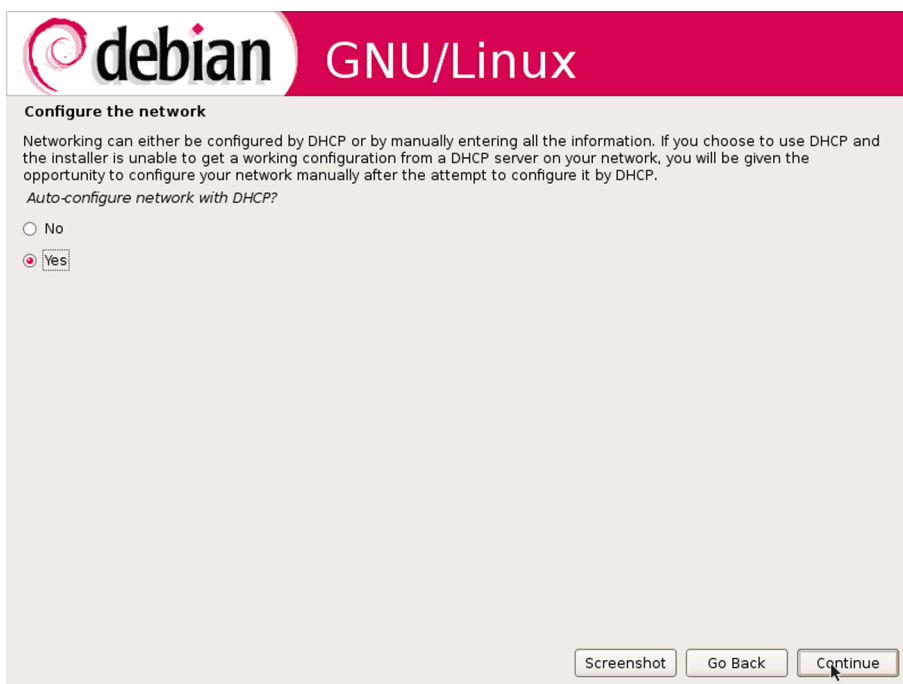 debian GNU/Linux
Configure the network
Networking can either be configured by DHCP or by manually entering all the information. If you choose to use DHCP and
the installer is unable to get a working configuration from a DHCP server on your network, you will be given the
opportunity to configure your network manually after the attempt to configure it by DHCP.
Auto-configure network with DHCP?
No
Yes
Screenshot Go Back Continue